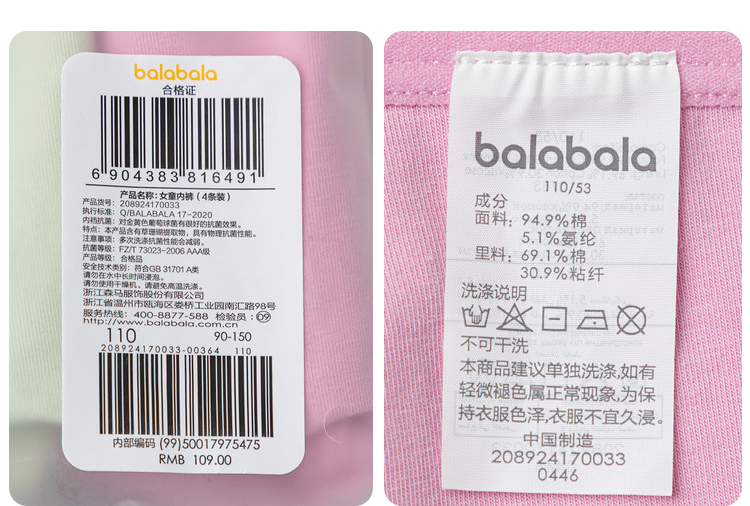 balabala
合格证
6 904383 816491
产品名称: 女童内裤 (4条装)
产品货号: 208924170033
执行标准: Q/BALABALA 17-2020
内裆抗菌: 对金黄色葡萄球菌有很好的抗菌效果。
特点: 本产品含有草珊瑚提取物，具有物理抗菌性能。
注意事项: 多次洗涤抗菌性能会减弱。
抗菌等级: FZ/T 73023-2006 AAA级
产品等级: 合格品
安全技术类别: 符合GB 31701 A类
请勿在水中长时间浸泡。
请勿使用干燥机。请避免高温洗涤。
浙江森马服饰股份有限公司
浙江省温州市瓯海区娄桥工业园南汇路98号
服务热线: 400-8877-588 检验员: 09
http://www.balabala.com.cn
110 90-150
208924170033-00364 110
内部编码 (99)50017975475
RMB 109.00
balabala
110/53
成分
面料: 94.9%棉
5.1%氨纶
里料: 69.1%棉
30.9%粘纤
洗涤说明
不可干洗
本商品建议单独洗涤,如有
轻微褪色属正常现象,为保
持衣服色泽,衣服不宜久浸。
中国制造
208924170033
0446